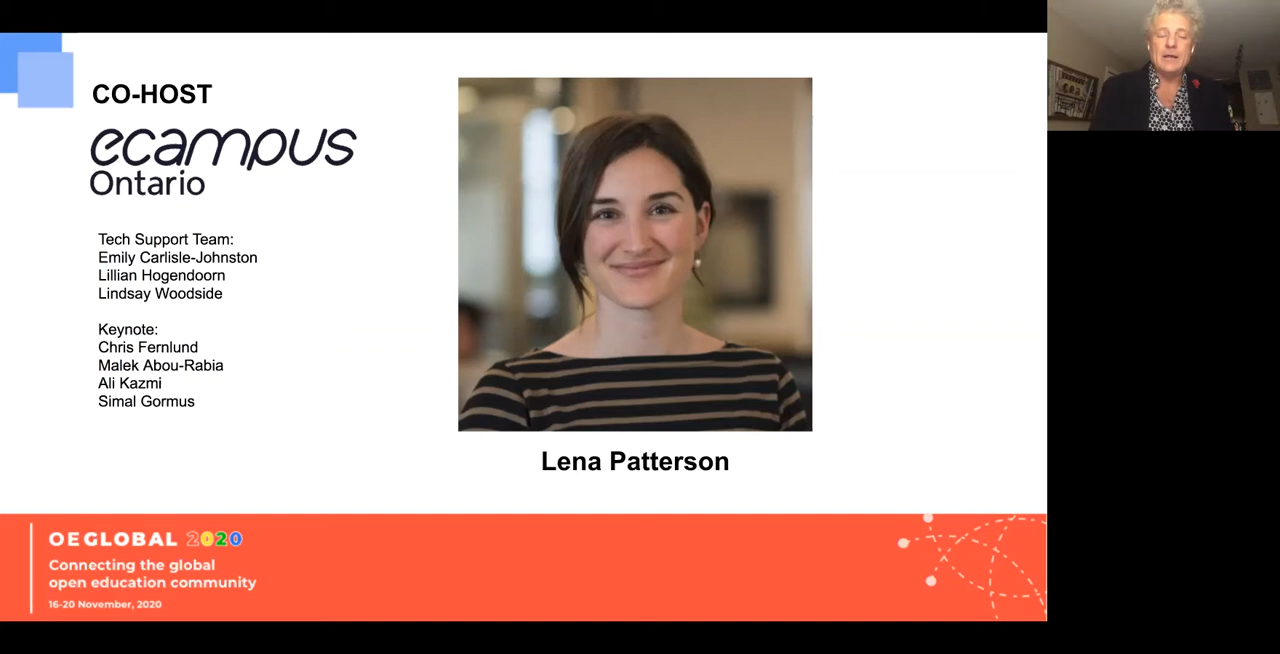 CO-HOST
ecampus
Ontario
Tech Support Team:
Emily Carlisle-Johnston
Lillian Hogendoorn
Lindsay Woodside
Keynote:
Chris Fernlund
Malek Abou-Rabia
Ali Kazmi
Simal Gormus
Lena Patterson
OEGLOBAL 2020
Connecting the global
open education community
16-20 November, 2020